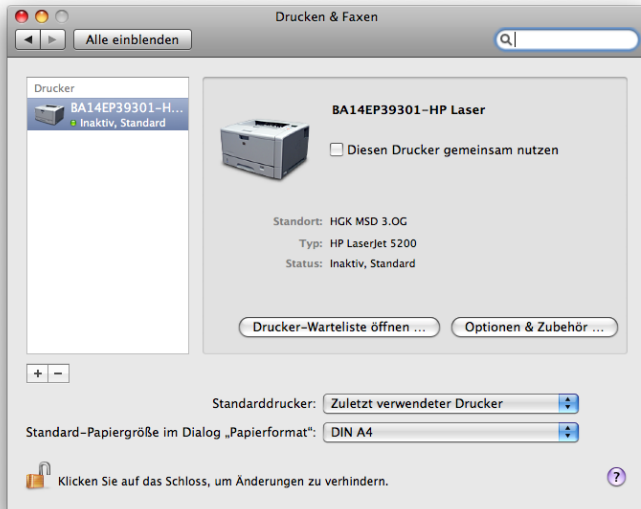 Drucken & Faxen
Alle einblenden
Drucker
BA14EP39301-H...
Inaktiv, Standard
BA14EP39301-HP Laser
Diesen Drucker gemeinsam nutzen
Standort: HGK MSD 3.OG
Typ: HP LaserJet 5200
Status: Inaktiv, Standard
Drucker-Warteliste öffnen ...
Optionen & Zubehör ...
+ −
Standarddrucker: Zuletzt verwendeter Drucker
Standard-Papiergröße im Dialog „Papierformat“: DIN A4
Klicken Sie auf das Schloss, um Änderungen zu verhindern.
?